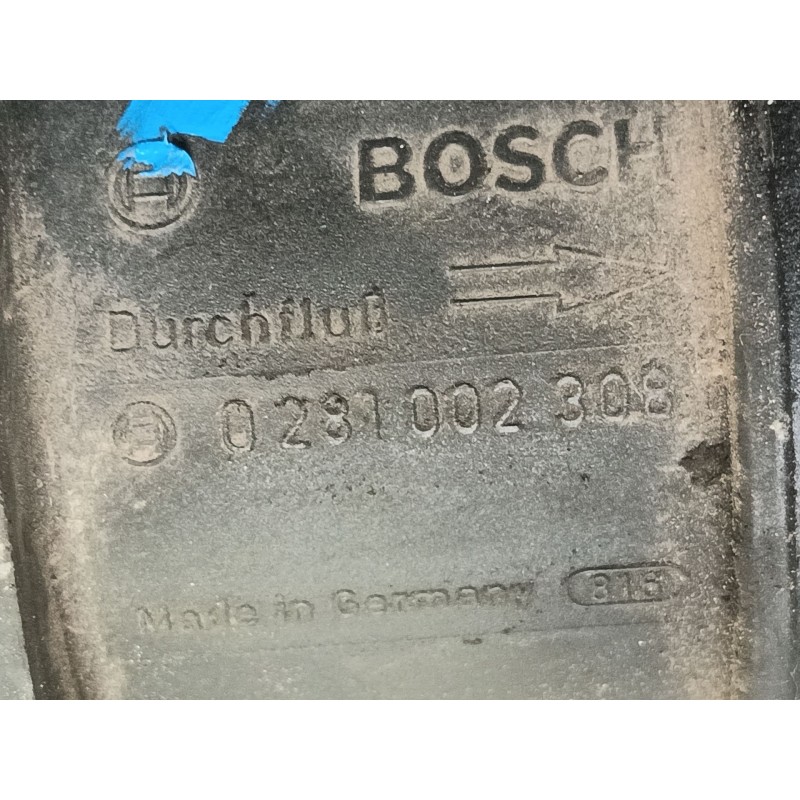 BOSCH
Durchfluß
0 281 002 308
Made in Germany 816